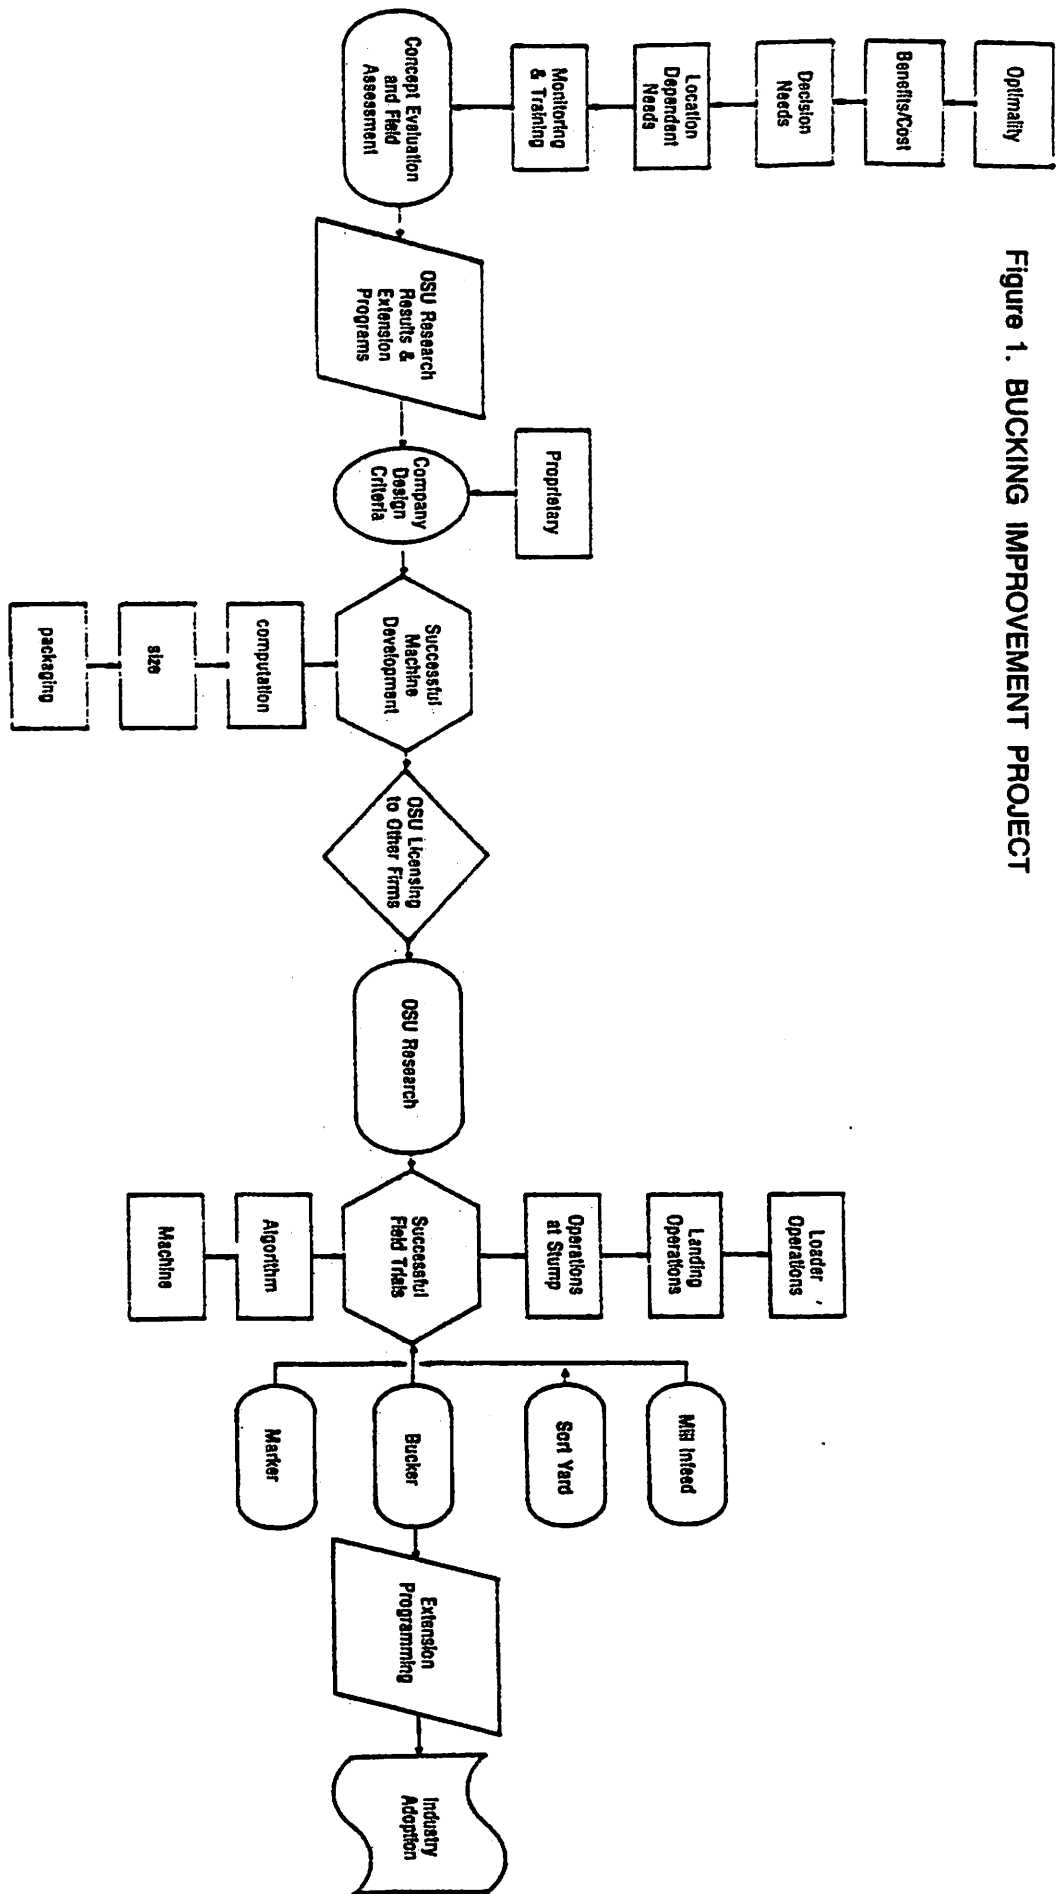 Figure 1. BUCKING IMPROVEMENT PROJECT
Optimality
Benefits/Cost
Decision
Needs
Location
Dependent
Needs
Monitoring
& Training
Concept Evaluation
and Field
Assessment
OSU Research
Results &
Extension
Programs
Proprietary
Company
Design
Criteria
Successful
Machine
Development
computation
size
packaging
OSU Licensing
to Other Firms
OSU Research
Loader
Operations
Landing
Operations
Operations
at Stump
Successful
Field Trials
Algorithm
Machine
Mill Infeed
Sort Yard
Bucker
Marker
Extension
Programming
Industry
Adoption